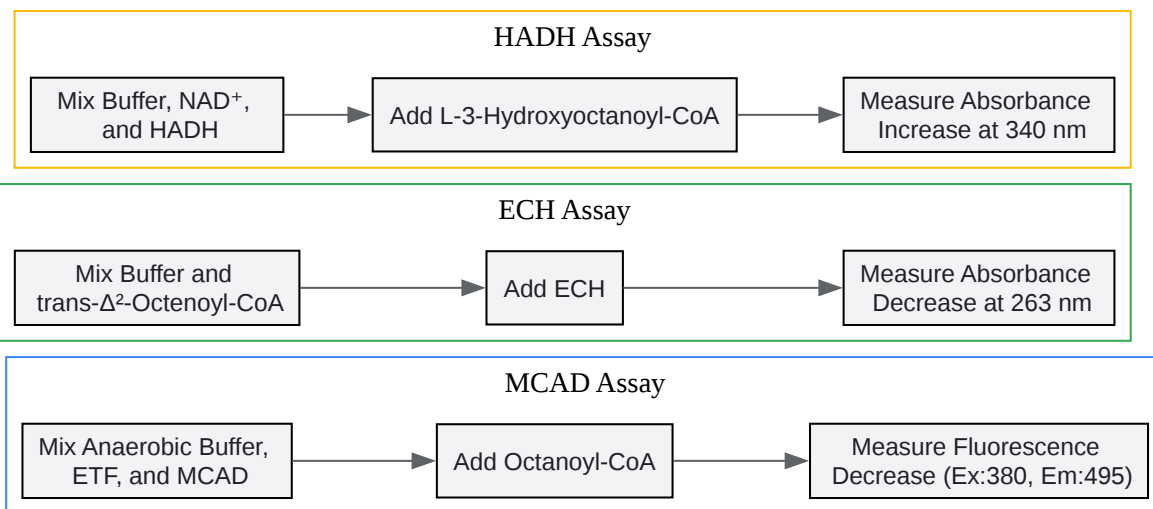 HADH Assay
Mix Buffer, NAD⁺,
and HADH
Add L-3-Hydroxyoctanoyl-CoA
Measure Absorbance
Increase at 340 nm
ECH Assay
Mix Buffer and
trans-Δ²-Octenoyl-CoA
Add ECH
Measure Absorbance
Decrease at 263 nm
MCAD Assay
Mix Anaerobic Buffer,
ETF, and MCAD
Add Octanoyl-CoA
Measure Fluorescence
Decrease (Ex:380, Em:495)